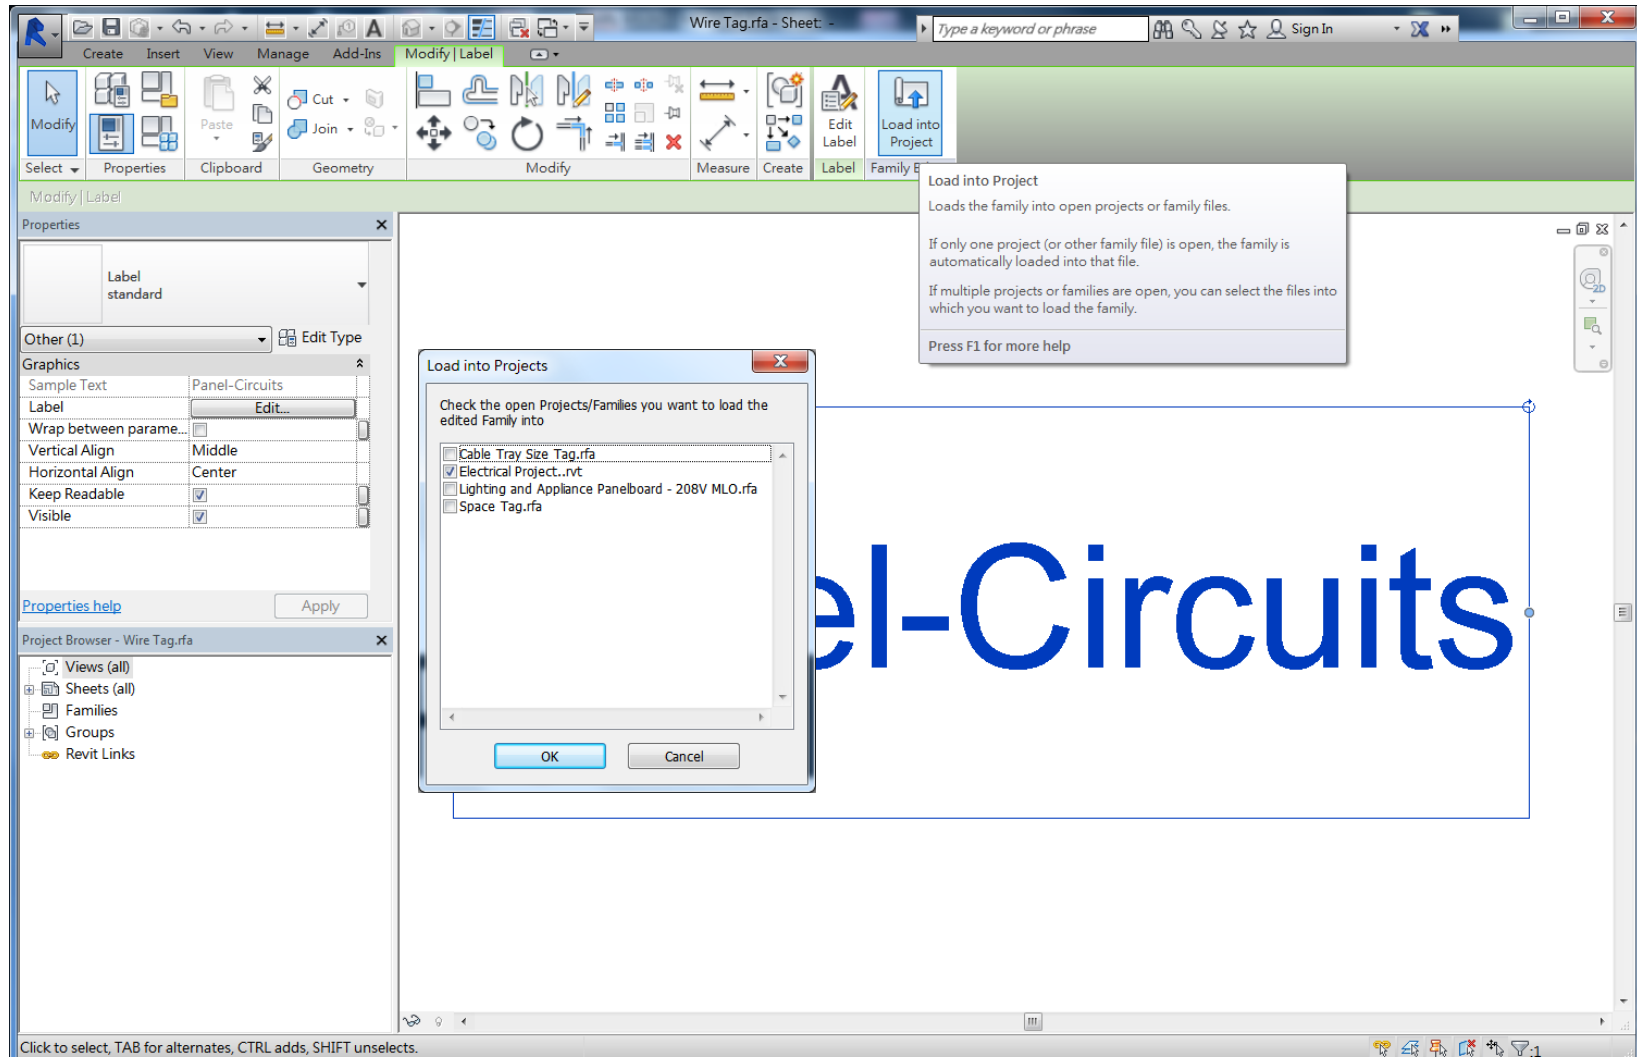 Wire Tag.rfa - Sheet: -
Type a keyword or phrase
Sign In
Create Insert View Manage Add-Ins Modify | Label
Modify
Paste
Cut
Join
Edit Label
Load into Project
Select Properties Clipboard Geometry Modify Measure Create Label Family E
Modify | Label
Load into Project
Loads the family into open projects or family files.
If only one project (or other family file) is open, the family is
automatically loaded into that file.
If multiple projects or families are open, you can select the files into
which you want to load the family.
Press F1 for more help
Properties
Label
standard
Other (1)
Edit Type
Graphics
Sample Text Panel-Circuits
Label Edit...
Wrap between parame...
Vertical Align Middle
Horizontal Align Center
Keep Readable
Visible
Properties help
Apply
Project Browser - Wire Tag.rfa
Views (all)
Sheets (all)
Families
Groups
Revit Links
Load into Projects
Check the open Projects/Families you want to load the
edited Family into
Cable Tray Size Tag.rfa
Electrical Project..rvt
Lighting and Appliance Panelboard - 208V MLO.rfa
Space Tag.rfa
OK
Cancel
el-Circuits
2D
Click to select, TAB for alternates, CTRL adds, SHIFT unselects.
:1